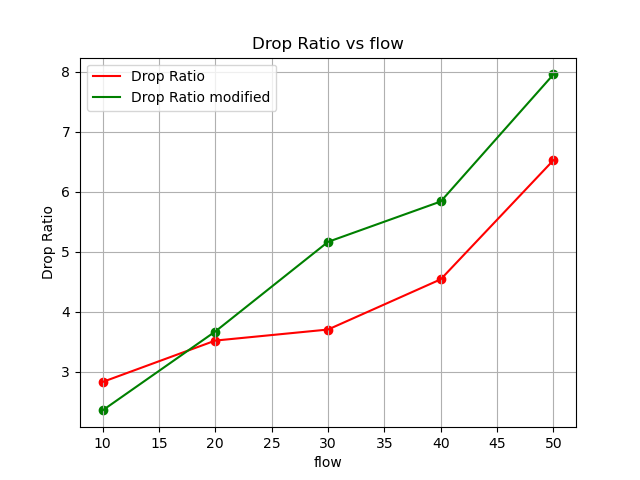 Drop Ratio vs flow
Drop Ratio
Drop Ratio modified
8
7
6
5
4
3
Drop Ratio
10 15 20 25 30 35 40 45 50
flow